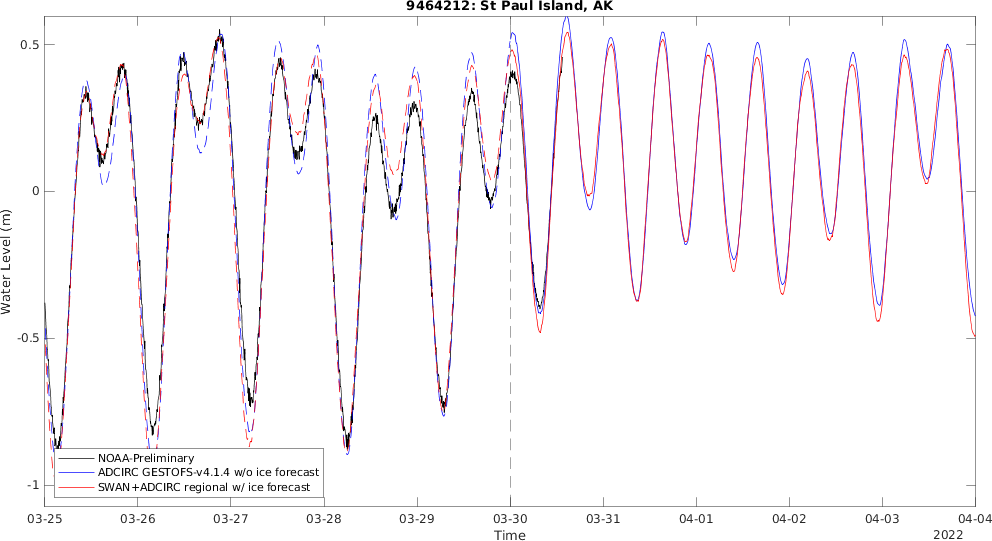 9464212: St Paul Island, AK
Water Level (m)
0.5
0
-0.5
-1
NOAA-Preliminary
ADCIRC GESTOFS-v4.1.4 w/o ice forecast
SWAN+ADCIRC regional w/ ice forecast
03-25 03-26 03-27 03-28 03-29 03-30 03-31 04-01 04-02 04-03 04-04
Time
2022